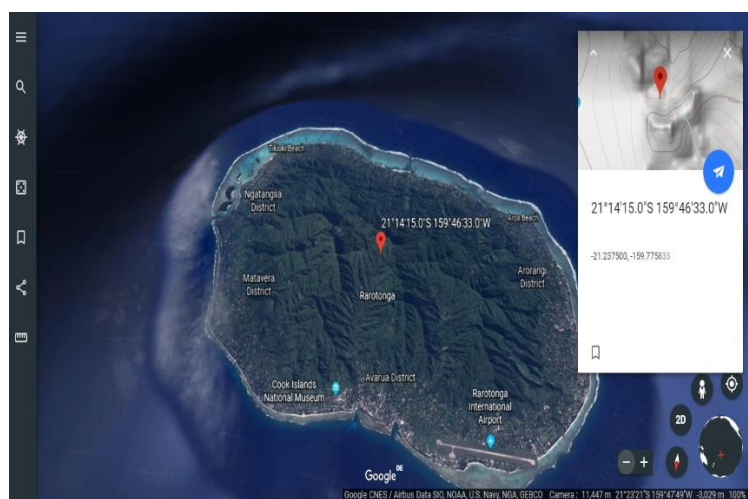 Tikioki Beach
Ngatangiia
District
21°14'15.0"S 159°46'33.0"W
Aroa Beach
Matavera
District
Rarotonga
Arorangi
District
Cook Islands
National Museum
Avarua District
Rarotonga
International
Airport
21°14'15.0"S 159°46'33.0"W
-21.237500, -159.775833
2D
Google DE
Google CNES / Airbus Data SIO, NOAA, U.S. Navy, NGA, GEBCO Camera : 11,447 m 21°23'21"S 159°47'49"W -3,029 m 100%